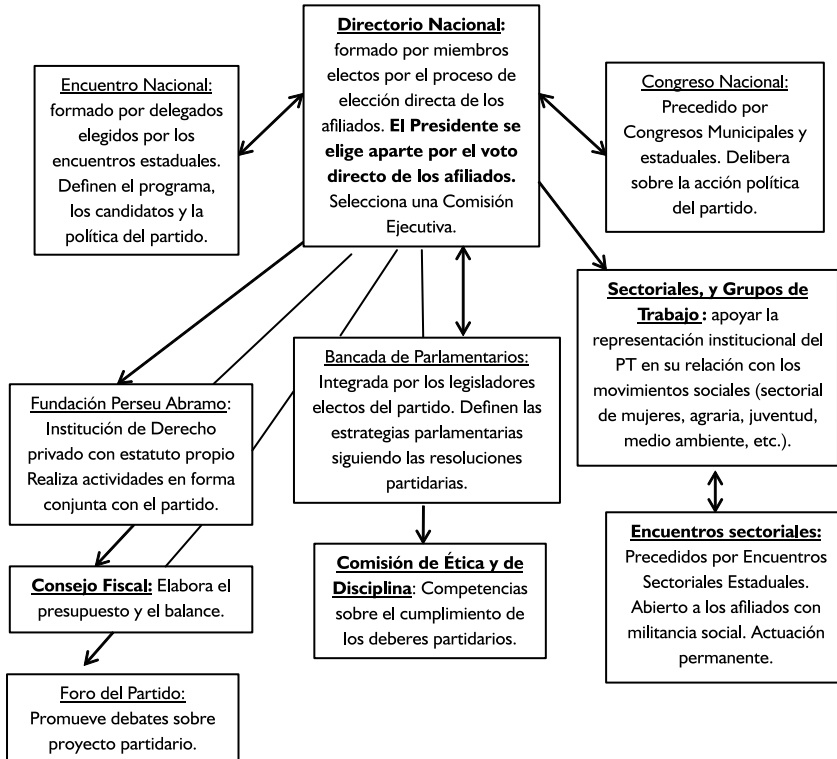 Directorio Nacional:
formado por miembros
electos por el proceso de
elección directa de los
afiliados. El Presidente se
elige aparte por el voto
directo de los afiliados.
Selecciona una Comisión
Ejecutiva.
Encuentro Nacional:
formado por delegados
elegidos por los
encuentros estaduales.
Definen el programa,
los candidatos y la
política del partido.
Congreso Nacional:
Precedido por
Congresos Municipales y
estaduales. Delibera
sobre la acción política
del partido.
Sectoriales, y Grupos de
Trabajo: apoyar la
representación institucional del
PT en su relación con los
movimientos sociales (sectorial
de mujeres, agraria, juventud,
medio ambiente, etc.).
Bancada de Parlamentarios:
Integrada por los legisladores
electos del partido. Definen las
estrategias parlamentarias
siguiendo las resoluciones
partidarias.
Fundación Perseu Abramo:
Institución de Derecho
privado con estatuto propio
Realiza actividades en forma
conjunta con el partido.
Encuentros sectoriales:
Precedidos por Encuentros
Sectoriales Estaduales.
Abierto a los afiliados con
militancia social. Actuación
permanente.
Comisión de Ética y de
Disciplina: Competencias
sobre el cumplimiento de
los deberes partidarios.
Consejo Fiscal: Elabora el
presupuesto y el balance.
Foro del Partido:
Promueve debates sobre
proyecto partidario.